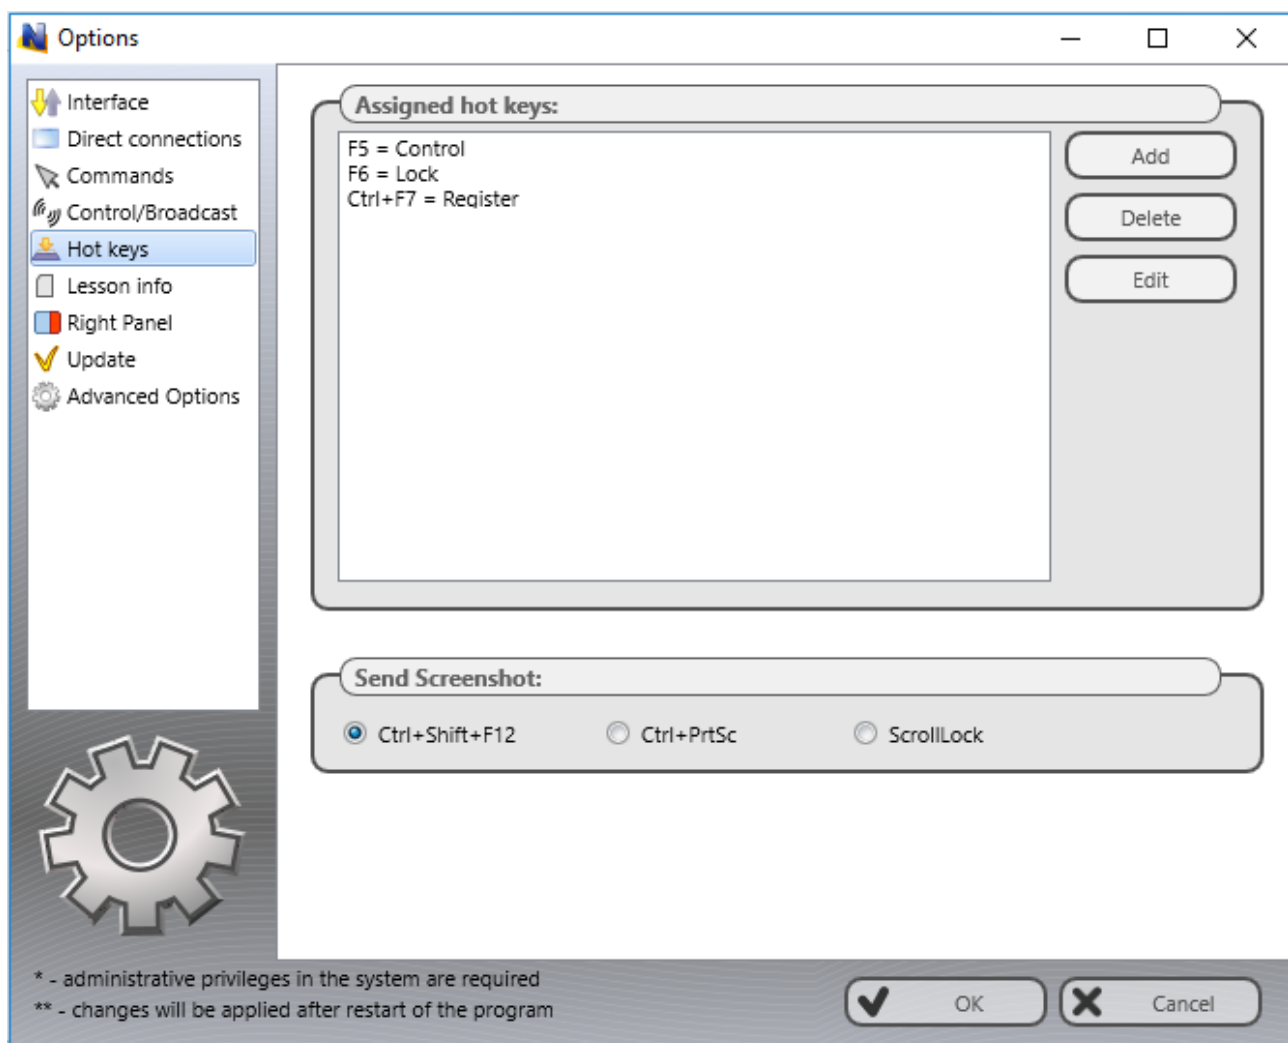 Options
Interface
Direct connections
Commands
Control/Broadcast
Hot keys
Lesson info
Right Panel
Update
Advanced Options
Assigned hot keys:
F5 = Control
F6 = Lock
Ctrl+F7 = Register
Add
Delete
Edit
Send Screenshot:
Ctrl+Shift+F12 Ctrl+PrtSc ScrollLock
* - administrative privileges in the system are required
** - changes will be applied after restart of the program
OK Cancel